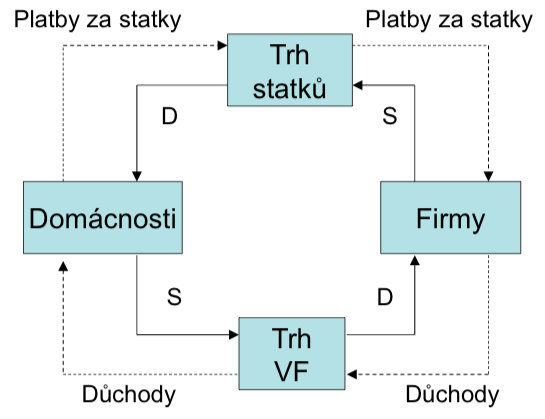 Platby za statky
Platby za statky
Trh
statků
D
S
Domácnosti
Firmy
S
D
Trh
VF
Důchody
Důchody